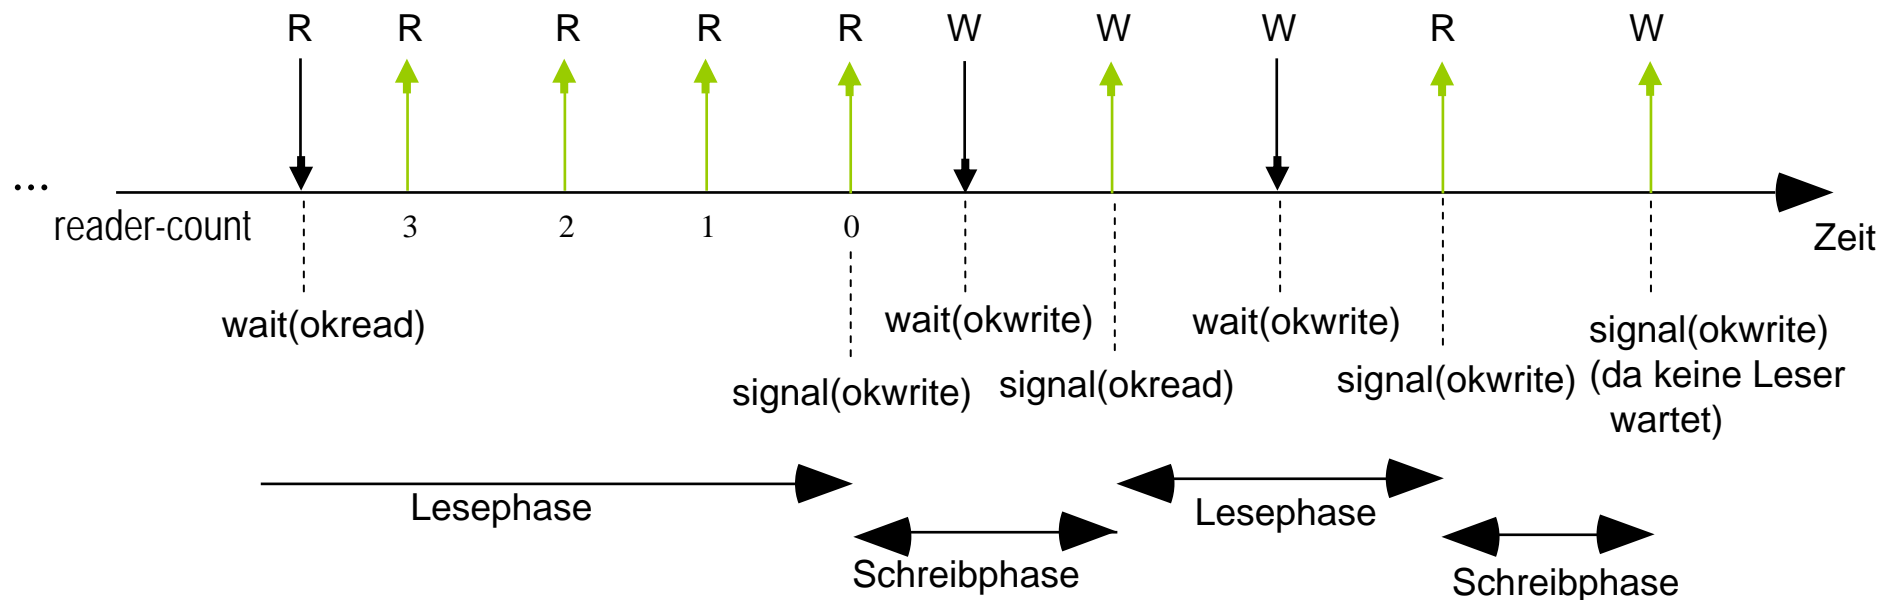 R R R R R W W W R W
...
reader-count 3 2 1 0
Zeit
wait(okread)
wait(okwrite)
wait(okwrite)
signal(okwrite)
(da keine Leser
wartet)
signal(okwrite)
signal(okread)
signal(okwrite)
Lesephase
Lesephase
Schreibphase
Schreibphase